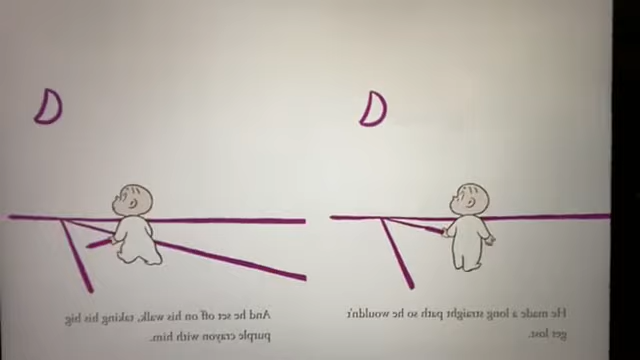 He made a long straight path so he wouldn't
get lost.
And he set off on his walk, taking his big
purple crayon with him.